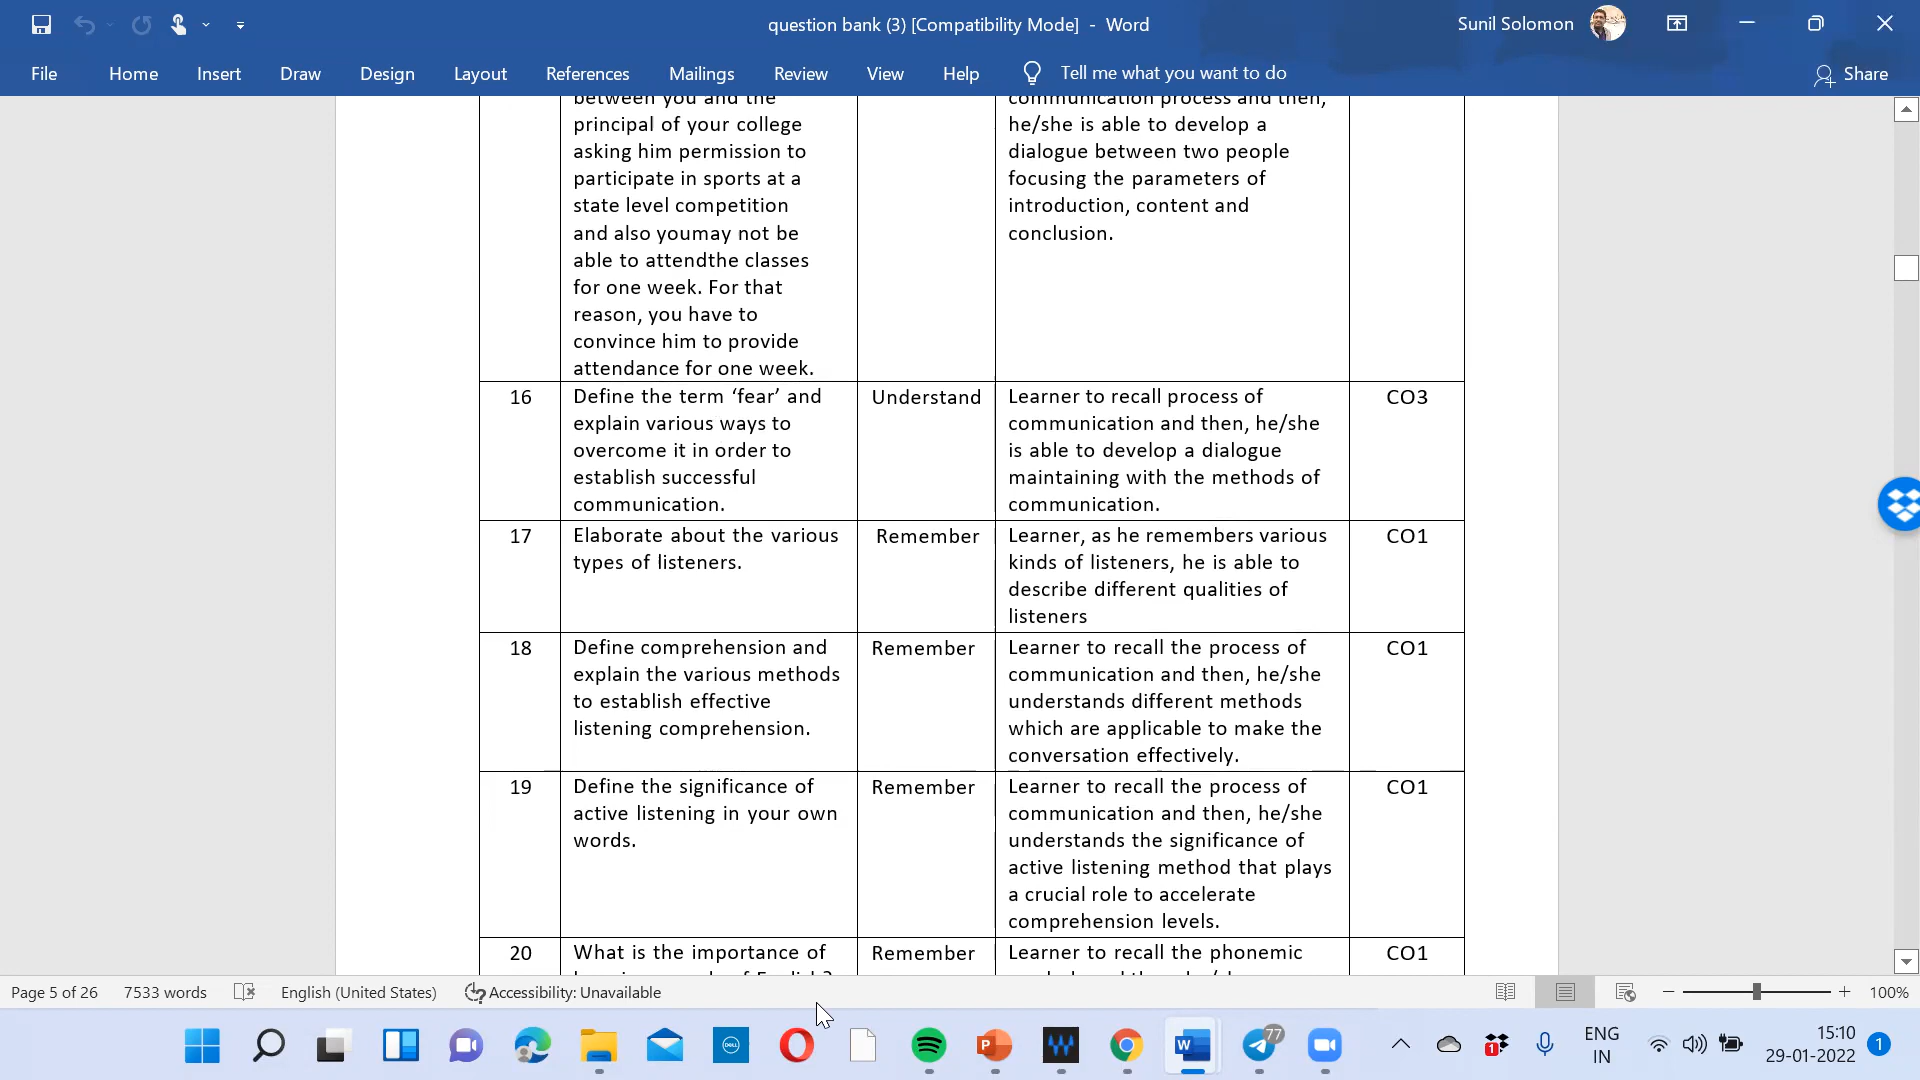 question bank (3) [Compatibility Mode] - Word
Sunil Solomon
File Home Insert Draw Design Layout References Mailings Review View Help Tell me what you want to do Share
between you and the
principal of your college
asking him permission to
participate in sports at a
state level competition
and also youmay not be
able to attendthe classes
for one week. For that
reason, you have to
convince him to provide
attendance for one week.
communication process and then,
he/she is able to develop a
dialogue between two people
focusing the parameters of
introduction, content and
conclusion.
16
Define the term ‘fear’ and
explain various ways to
overcome it in order to
establish successful
communication.
Understand
Learner to recall process of
communication and then, he/she
is able to develop a dialogue
maintaining with the methods of
communication.
CO3
17
Elaborate about the various
types of listeners.
Remember
Learner, as he remembers various
kinds of listeners, he is able to
describe different qualities of
listeners
CO1
18
Define comprehension and
explain the various methods
to establish effective
listening comprehension.
Remember
Learner to recall the process of
communication and then, he/she
understands different methods
which are applicable to make the
conversation effectively.
CO1
19
Define the significance of
active listening in your own
words.
Remember
Learner to recall the process of
communication and then, he/she
understands the significance of
active listening method that plays
a crucial role to accelerate
comprehension levels.
CO1
20
What is the importance of
Remember
Learner to recall the phonemic
CO1
Page 5 of 26 7533 words English (United States) Accessibility: Unavailable 100%
DELL
P
W
77
1
ENG
IN
15:10
29-01-2022
1